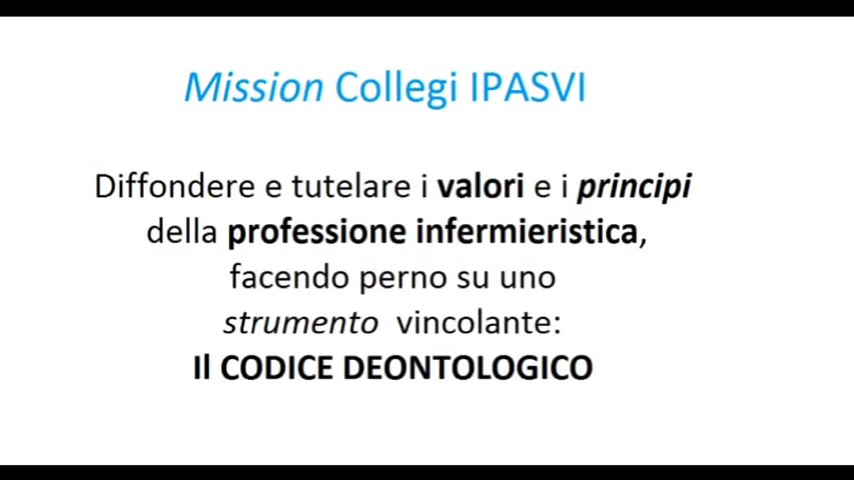 Mission Collegi IPASVI
Diffondere e tutelare i valori e i principi
della professione infermieristica,
facendo perno su uno
strumento vincolante:
Il CODICE DEONTOLOGICO